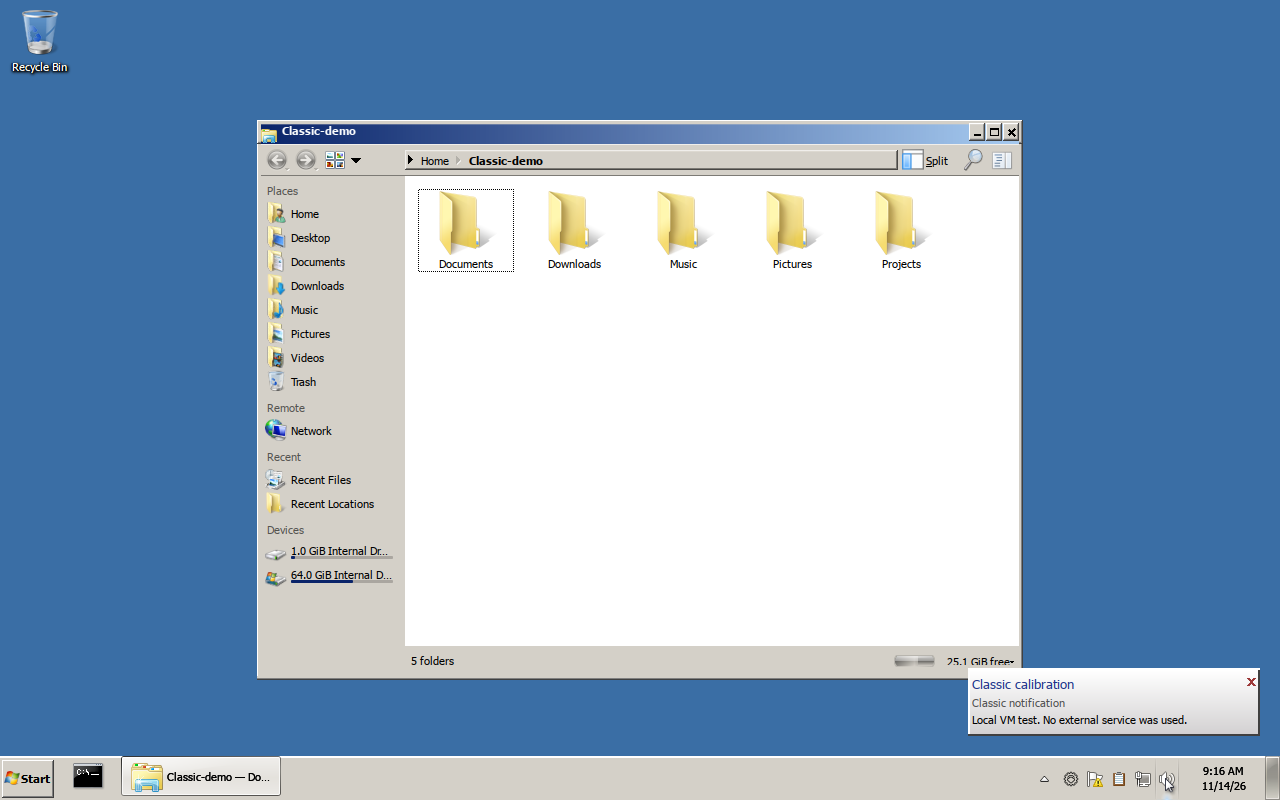 Recycle Bin
Classic-demo
Home Classic-demo
Split
Places
Home
Desktop
Documents
Downloads
Music
Pictures
Videos
Trash
Remote
Network
Recent
Recent Files
Recent Locations
Devices
1.0 GiB Internal Dr...
64.0 GiB Internal D...
Documents
Downloads
Music
Pictures
Projects
5 folders
25.1 GiB free
Classic calibration
Classic notification
Local VM test. No external service was used.
Start
C:\
Classic-demo — Do...
9:16 AM
11/14/26